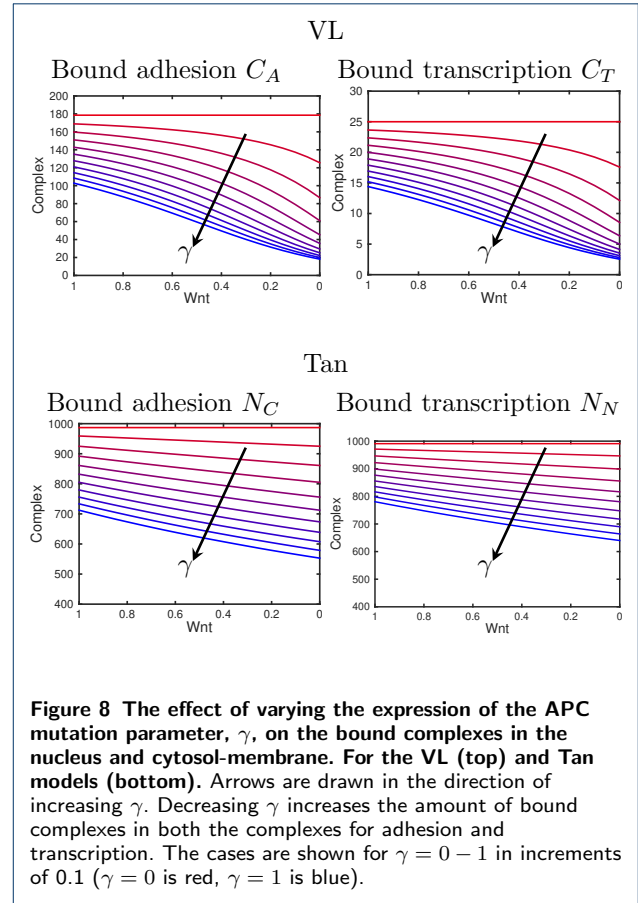 VL
Bound adhesion C_A Bound transcription C_T
180
160
140
120
100
80
60
40
20
0
Complex
γ
1 0.8 0.6 0.4 0.2 0
Wnt
30
25
20
15
10
5
0
Complex
γ
1 0.8 0.6 0.4 0.2 0
Wnt
Tan
Bound adhesion N_C Bound transcription N_N
1000
900
800
700
600
500
400
Complex
γ
1 0.8 0.6 0.4 0.2 0
Wnt
1000
900
800
700
600
500
400
Complex
γ
1 0.8 0.6 0.4 0.2 0
Wnt
Figure 8 The effect of varying the expression of the APC
mutation parameter, γ, on the bound complexes in the
nucleus and cytosol-membrane. For the VL (top) and Tan
models (bottom). Arrows are drawn in the direction of
increasing γ. Decreasing γ increases the amount of bound
complexes in both the complexes for adhesion and
transcription. The cases are shown for γ = 0 − 1 in increments
of 0.1 (γ = 0 is red, γ = 1 is blue).